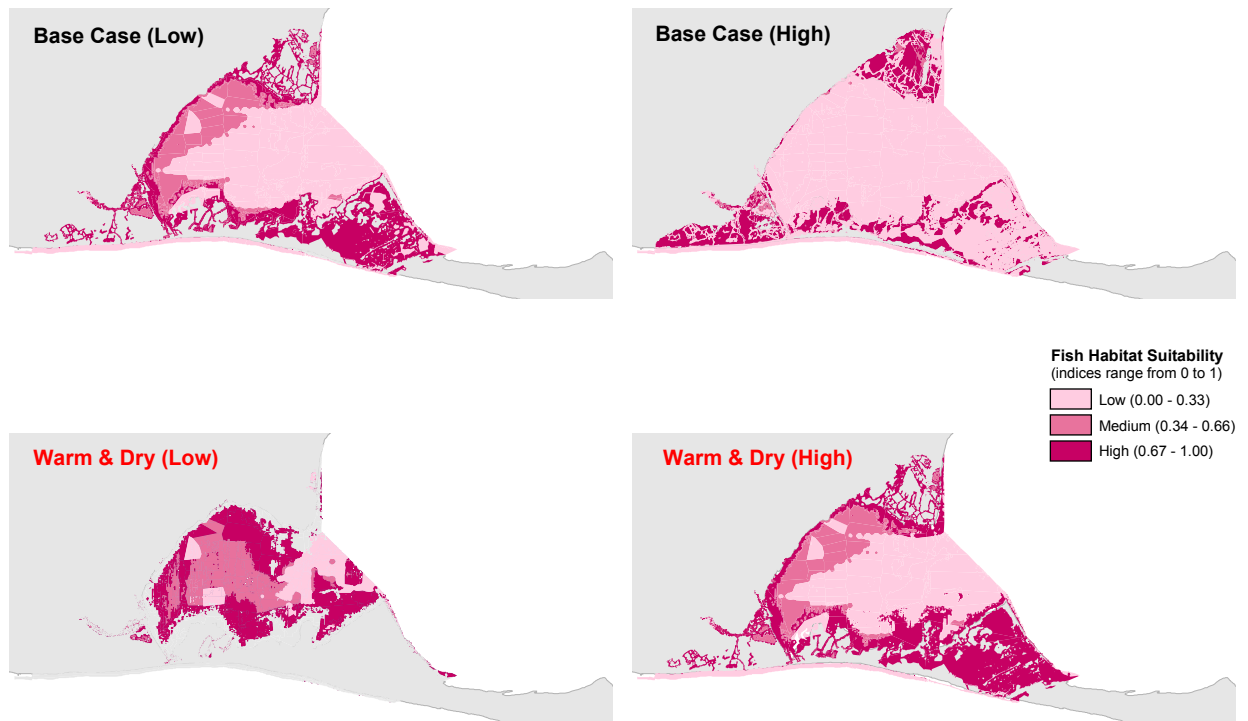 Base Case (Low)
Base Case (High)
Fish Habitat Suitability
(indices range from 0 to 1)
Low (0.00 - 0.33)
Medium (0.34 - 0.66)
High (0.67 - 1.00)
Warm & Dry (Low)
Warm & Dry (High)